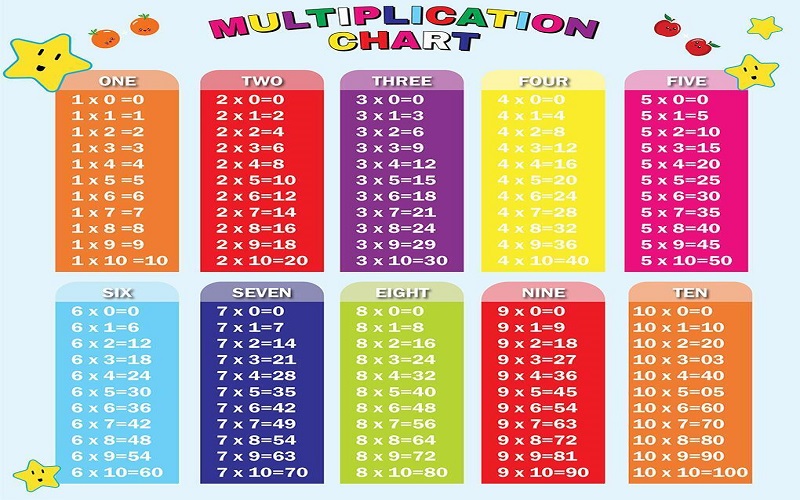 MULTIPLICATION
CHART
ONE
1 x 0 =0
1 x 1 =1
1 x 2 =2
1 x 3 =3
1 x 4 =4
1 x 5 =5
1 x 6 =6
1 x 7 =7
1 x 8 =8
1 x 9 =9
1 x 10 =10
TWO
2 x 0=0
2 x 1=2
2 x 2=4
2 x 3=6
2 x 4=8
2 x 5=10
2 x 6=12
2 x 7=14
2 x 8=16
2 x 9=18
2 x 10=20
THREE
3 x 0=0
3 x 1=3
3 x 2=6
3 x 3=9
3 x 4=12
3 x 5=15
3 x 6=18
3 x 7=21
3 x 8=24
3 x 9=29
3 x 10=30
FOUR
4 x 0=0
4 x 1=4
4 x 2=8
4 x 3=12
4 x 4=16
4 x 5=20
4 x 6=24
4 x 7=28
4 x 8=32
4 x 9=36
4 x 10=40
FIVE
5 x 0=0
5 x 1=5
5 x 2=10
5 x 3=15
5 x 4=20
5 x 5=25
5 x 6=30
5 x 7=35
5 x 8=40
5 x 9=45
5 x 10=50
SIX
6 x 0=0
6 x 1=6
6 x 2=12
6 x 3=18
6 x 4=24
6 x 5=30
6 x 6=36
6 x 7=42
6 x 8=48
6 x 9=54
6 x 10=60
SEVEN
7 x 0=0
7 x 1=7
7 x 2=14
7 x 3=21
7 x 4=28
7 x 5=35
7 x 6=42
7 x 7=49
7 x 8=54
7 x 9=63
7 x 10=70
EIGHT
8 x 0=0
8 x 1=8
8 x 2=16
8 x 3=24
8 x 4=32
8 x 5=40
8 x 6=48
8 x 7=56
8 x 8=64
8 x 9=72
8 x 10=80
NINE
9 x 0=0
9 x 1=9
9 x 2=18
9 x 3=27
9 x 4=36
9 x 5=45
9 x 6=54
9 x 7=63
9 x 8=72
9 x 9=81
9 x 10=90
TEN
10 x 0=0
10 x 1=10
10 x 2=20
10 x 3=03
10 x 4=40
10 x 5=05
10 x 6=60
10 x 7=70
10 x 8=80
10 x 9=90
10 x 10=100